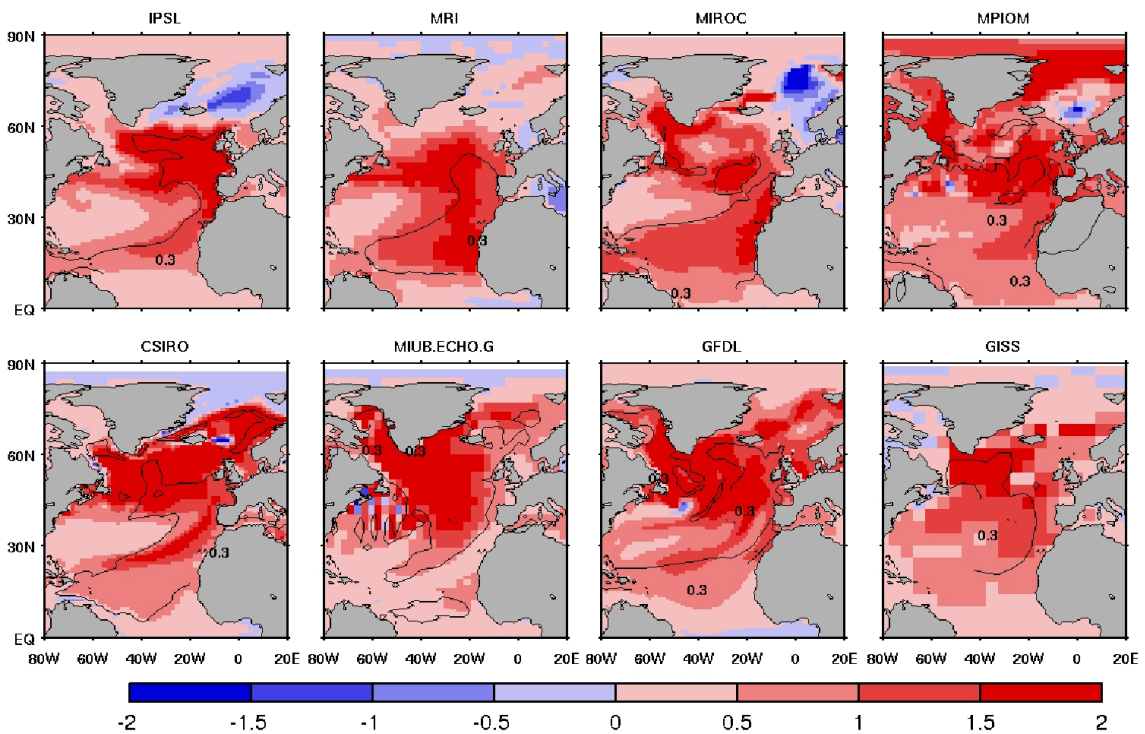 IPSL MRI MIROC MPIOM
90N
60N
30N
EQ
0.3 0.3 0.3 0.3 0.3
CSIRO MIUB.ECHO.G GFDL GISS
90N
60N
30N
EQ
0.3 0.3 0.3 0.3 0.3 0.3 0.3
80W 60W 40W 20W 0 20E 80W 60W 40W 20W 0 20E 80W 60W 40W 20W 0 20E 80W 60W 40W 20W 0 20E
-2 -1.5 -1 -0.5 0 0.5 1 1.5 2